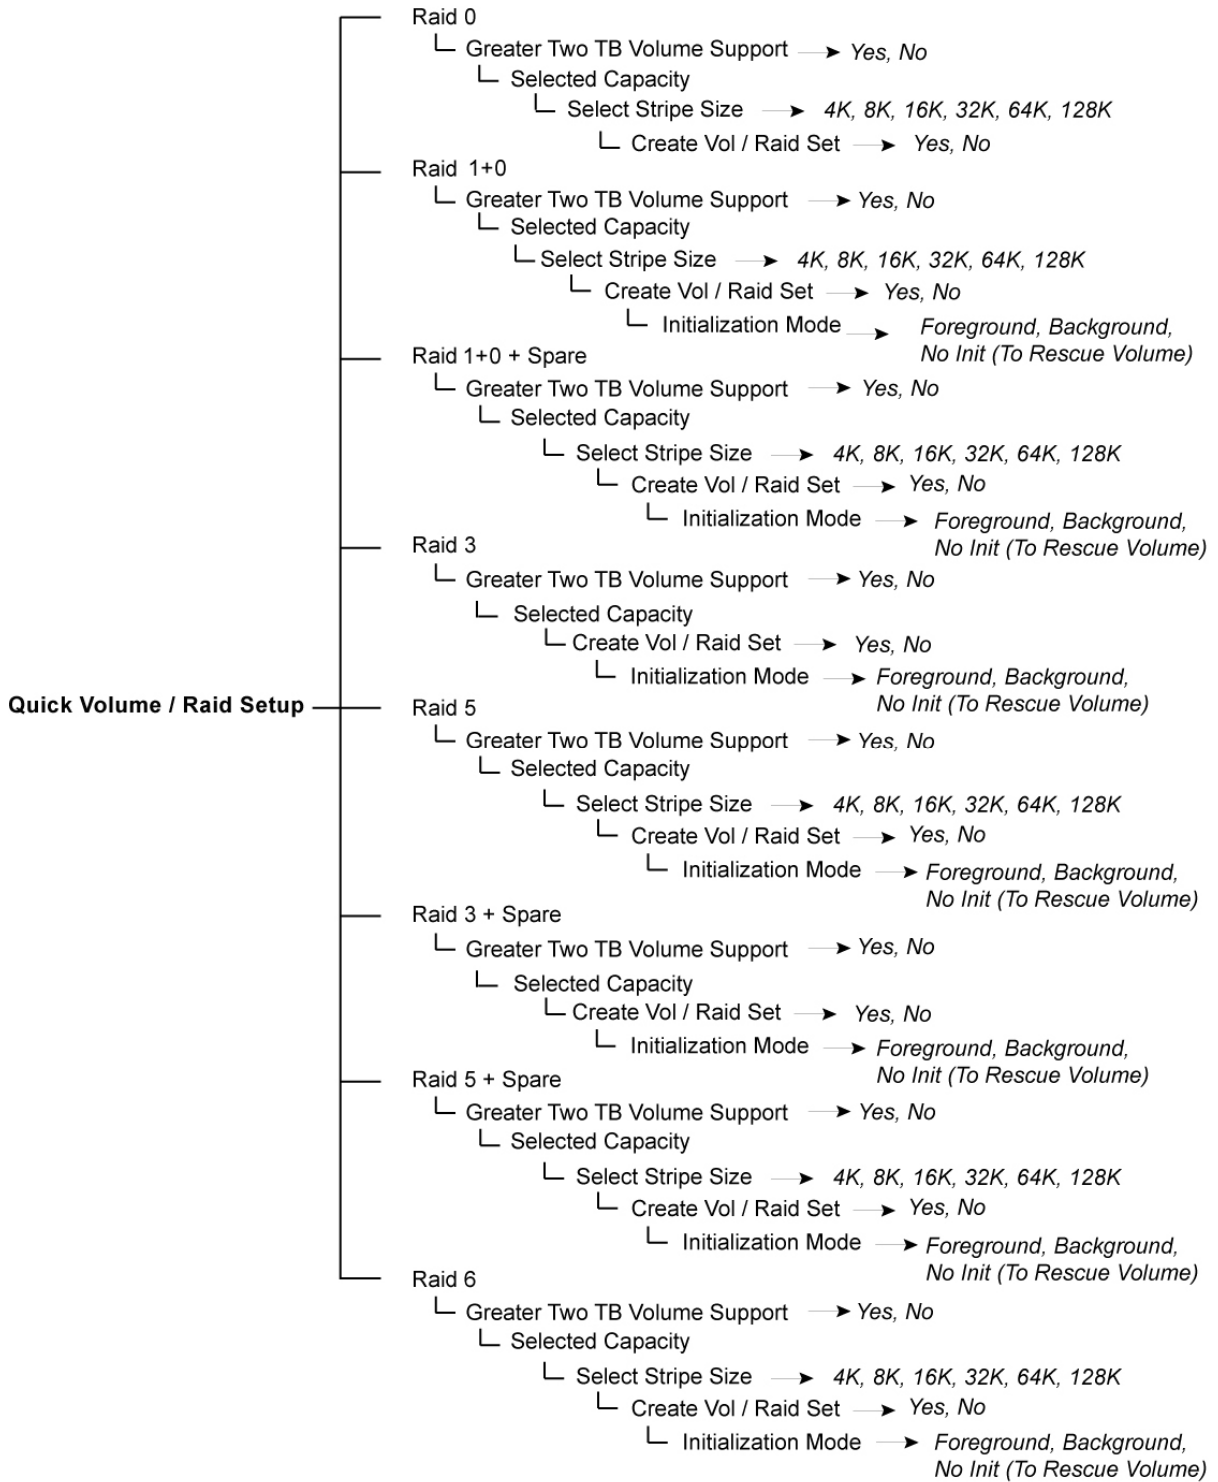 Raid 0
Greater Two TB Volume Support Yes, No
Selected Capacity
Select Stripe Size 4K, 8K, 16K, 32K, 64K, 128K
Create Vol / Raid Set Yes, No
Raid 1+0
Greater Two TB Volume Support Yes, No
Selected Capacity
Select Stripe Size 4K, 8K, 16K, 32K, 64K, 128K
Create Vol / Raid Set Yes, No
Initialization Mode Foreground, Background,
No Init (To Rescue Volume)
Raid 1+0 + Spare
Greater Two TB Volume Support Yes, No
Selected Capacity
Select Stripe Size 4K, 8K, 16K, 32K, 64K, 128K
Create Vol / Raid Set Yes, No
Initialization Mode Foreground, Background,
No Init (To Rescue Volume)
Raid 3
Greater Two TB Volume Support Yes, No
Selected Capacity
Create Vol / Raid Set Yes, No
Initialization Mode Foreground, Background,
No Init (To Rescue Volume)
Quick Volume / Raid Setup
Raid 5
Greater Two TB Volume Support Yes, No
Selected Capacity
Select Stripe Size 4K, 8K, 16K, 32K, 64K, 128K
Create Vol / Raid Set Yes, No
Initialization Mode Foreground, Background,
No Init (To Rescue Volume)
Raid 3 + Spare
Greater Two TB Volume Support Yes, No
Selected Capacity
Create Vol / Raid Set Yes, No
Initialization Mode Foreground, Background,
No Init (To Rescue Volume)
Raid 5 + Spare
Greater Two TB Volume Support Yes, No
Selected Capacity
Select Stripe Size 4K, 8K, 16K, 32K, 64K, 128K
Create Vol / Raid Set Yes, No
Initialization Mode Foreground, Background,
No Init (To Rescue Volume)
Raid 6
Greater Two TB Volume Support Yes, No
Selected Capacity
Select Stripe Size 4K, 8K, 16K, 32K, 64K, 128K
Create Vol / Raid Set Yes, No
Initialization Mode Foreground, Background,
No Init (To Rescue Volume)